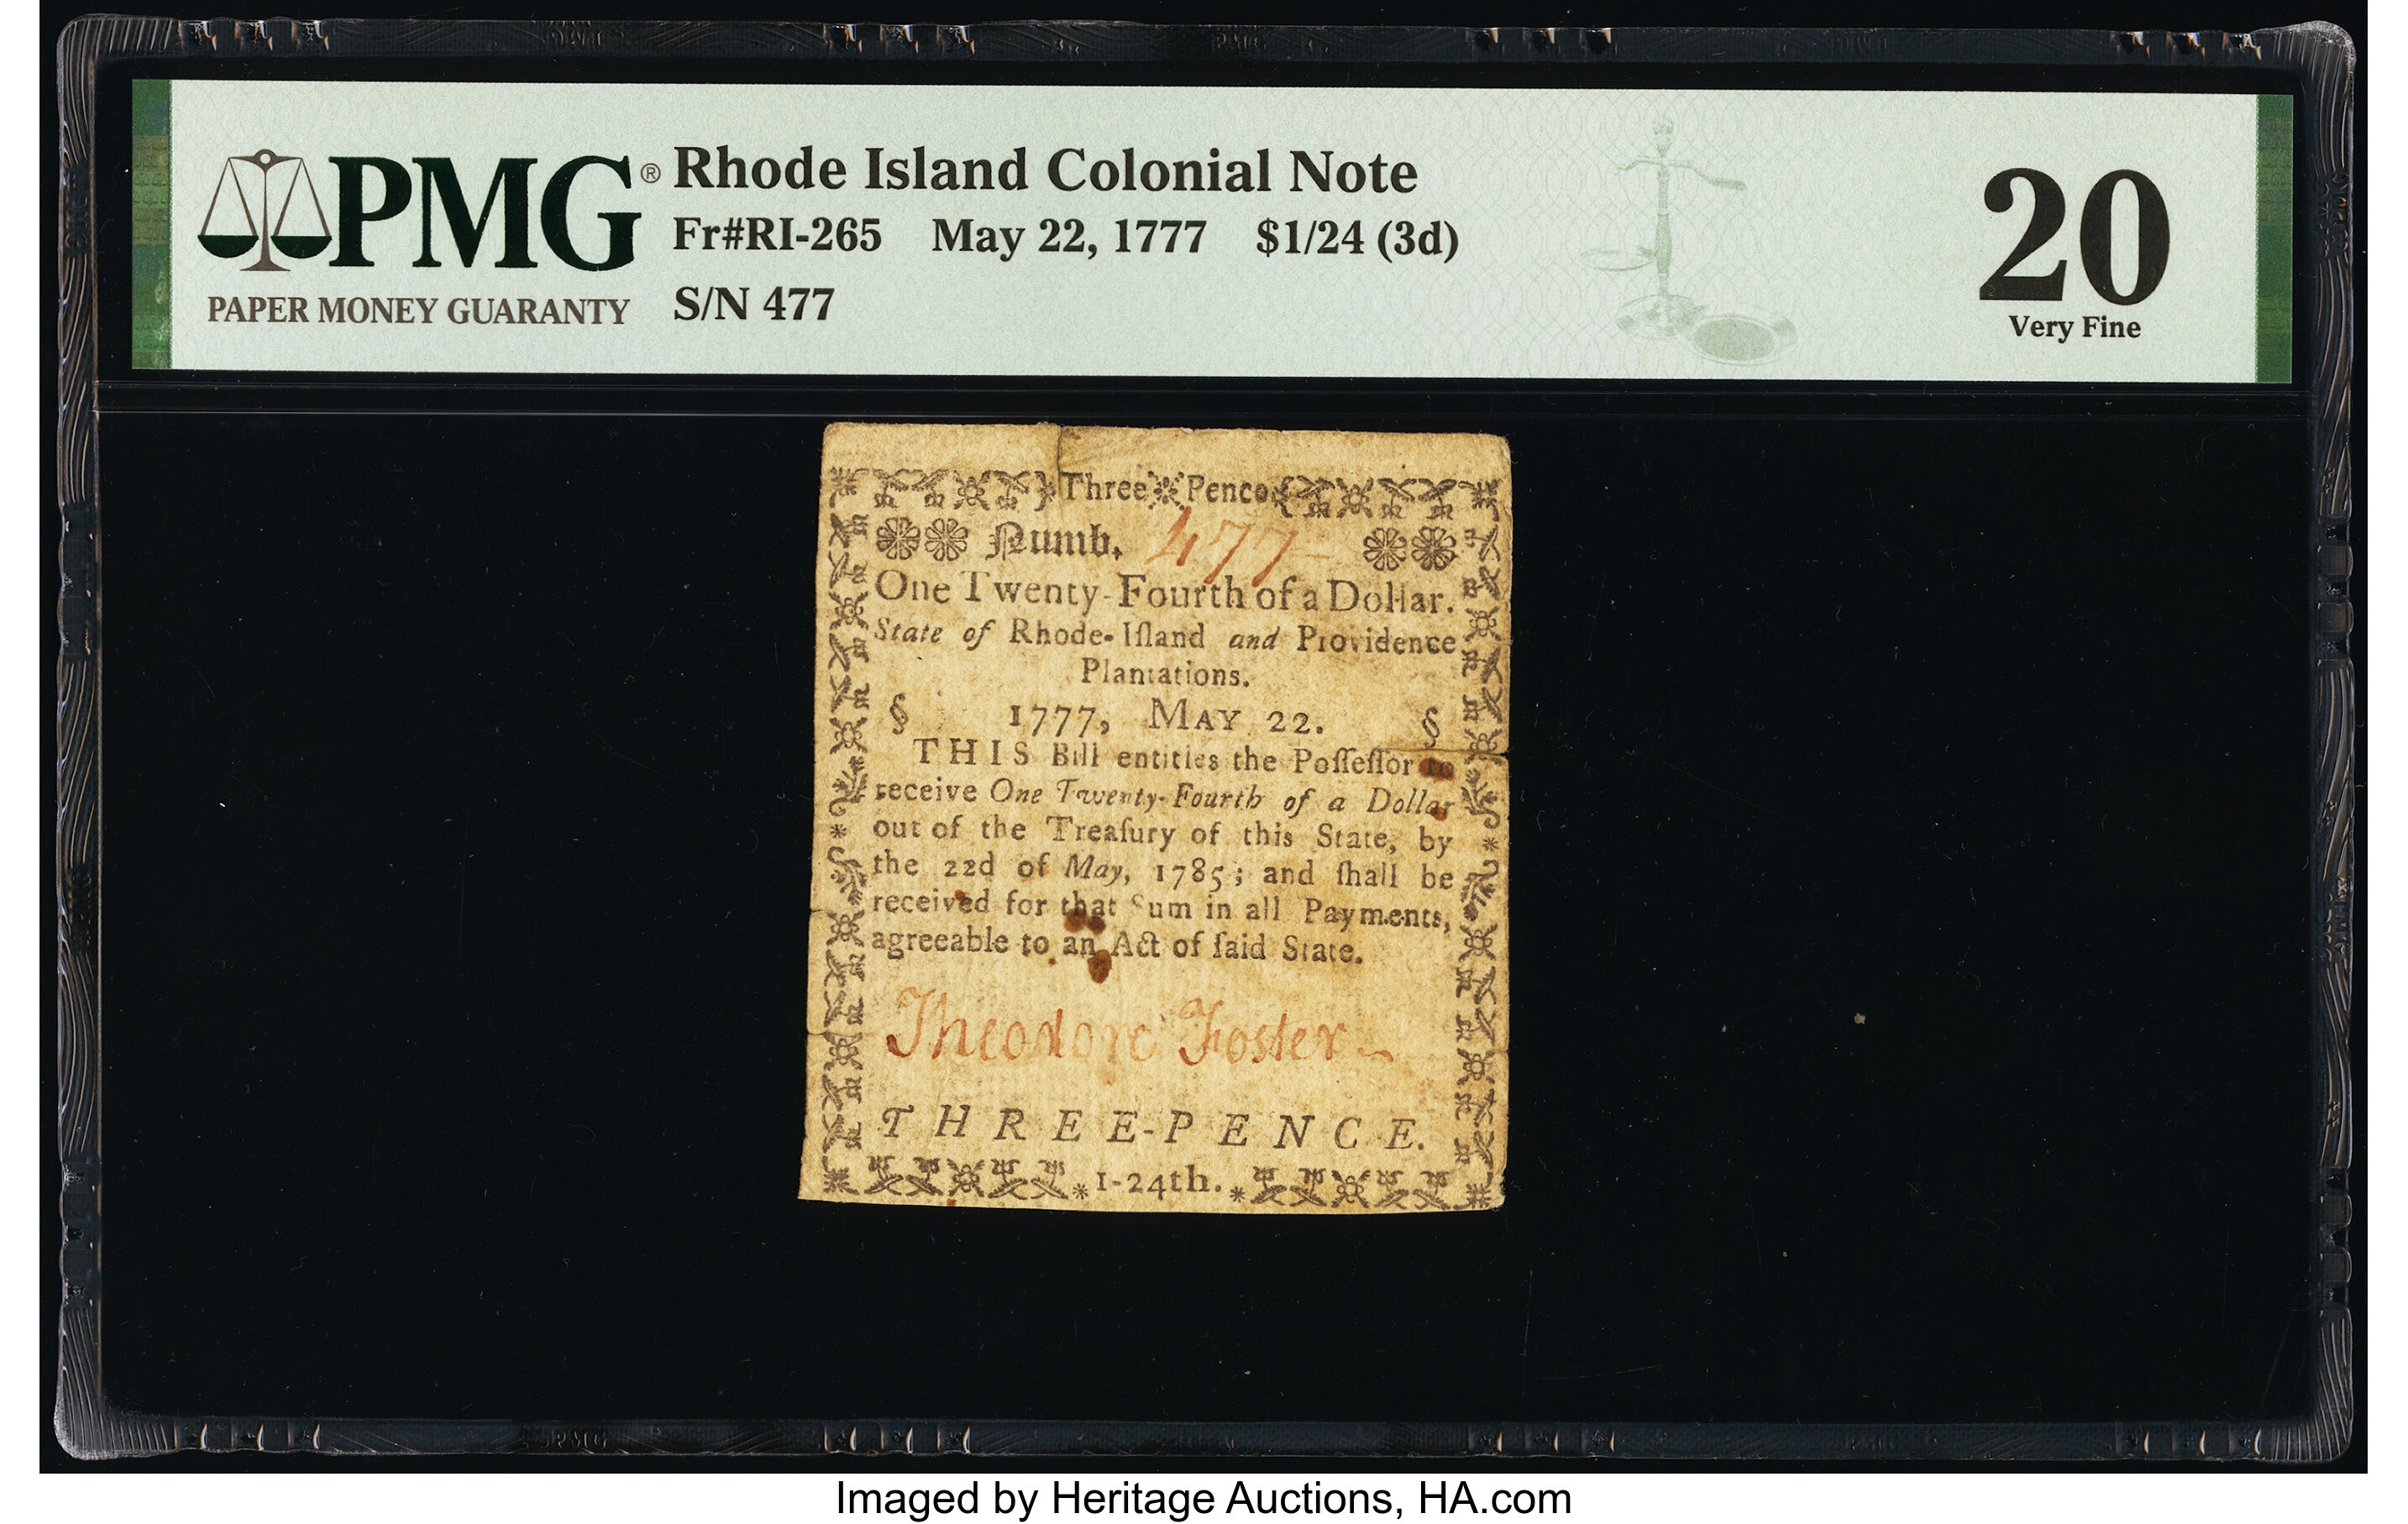 PMG® Rhode Island Colonial Note
Fr#RI-265 May 22, 1777 $1/24 (3d)
PAPER MONEY GUARANTY S/N 477
20
Very Fine
Three Pence
Numb. 477
One Twenty-Fourth of a Dollar.
State of Rhode-Iſland and Providence
Plantations.
§ 1777, MAY 22. §
THIS Bill entitles the Poſſeſſor to
receive One Twenty-Fourth of a Dollar
out of the Treaſury of this State, by
the 22d of May, 1785; and ſhall be
received for that Sum in all Payments,
agreeable to an Act of ſaid State.
Theodore Foster
THREE-PENCE.
1-24th.
Imaged by Heritage Auctions, HA.com